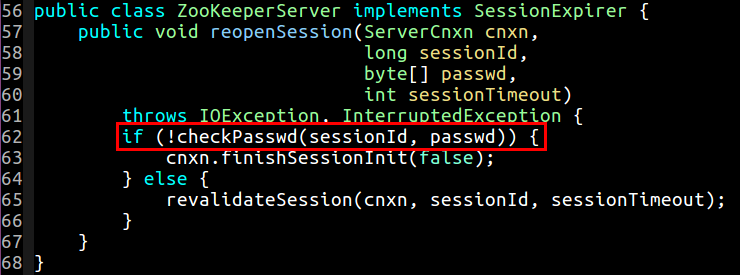 56 public class ZooKeeperServer implements SessionExpirer {
57     public void reopenSession(ServerCnxn cnxn,
58                               long sessionId,
59                               byte[] passwd,
60                               int sessionTimeout)
61         throws IOException, InterruptedException {
62         if (!checkPasswd(sessionId, passwd)) {
63             cnxn.finishSessionInit(false);
64         } else {
65             revalidateSession(cnxn, sessionId, sessionTimeout);
66         }
67     }
68 }